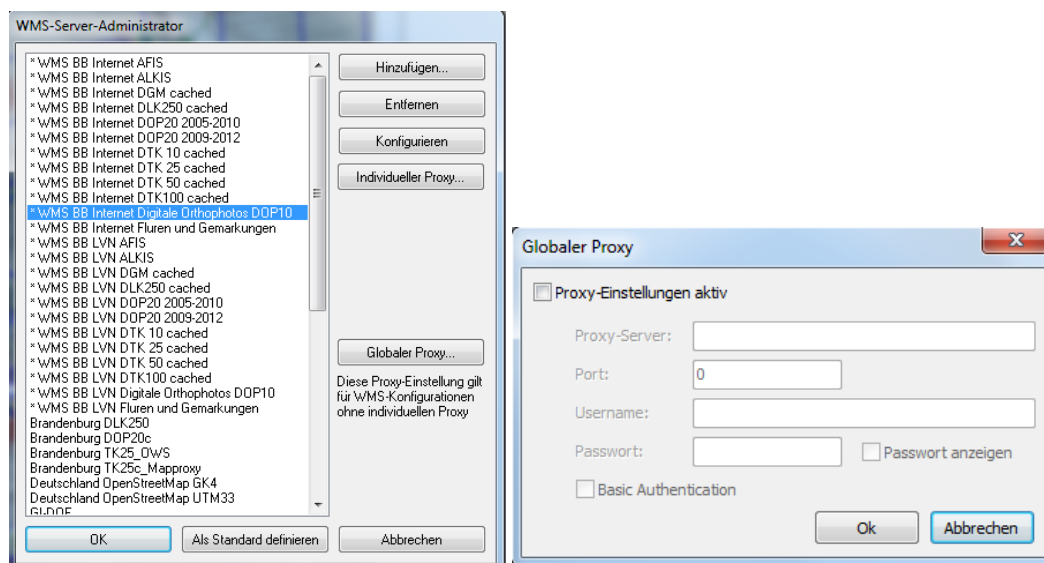 WMS-Server-Administrator
* WMS BB Internet AFIS
* WMS BB Internet ALKIS
* WMS BB Internet DGM cached
* WMS BB Internet DLK250 cached
* WMS BB Internet DOP20 2005-2010
* WMS BB Internet DOP20 2009-2012
* WMS BB Internet DTK 10 cached
* WMS BB Internet DTK 25 cached
* WMS BB Internet DTK 50 cached
* WMS BB Internet DTK100 cached
* WMS BB Internet Digitale Orthophotos DOP10
* WMS BB Internet Fluren und Gemarkungen
* WMS BB LVN AFIS
* WMS BB LVN ALKIS
* WMS BB LVN DGM cached
* WMS BB LVN DLK250 cached
* WMS BB LVN DOP20 2005-2010
* WMS BB LVN DOP20 2009-2012
* WMS BB LVN DTK 10 cached
* WMS BB LVN DTK 25 cached
* WMS BB LVN DTK 50 cached
* WMS BB LVN DTK100 cached
* WMS BB LVN Digitale Orthophotos DOP10
* WMS BB LVN Fluren und Gemarkungen
Brandenburg DLK250
Brandenburg DOP20c
Brandenburg TK25_OWS
Brandenburg TK25c_Mapproxy
Deutschland OpenStreetMap GK4
Deutschland OpenStreetMap UTM33
GI-DOF
Hinzufügen...
Entfernen
Konfigurieren
Individueller Proxy...
Globaler Proxy...
Diese Proxy-Einstellung gilt
für WMS-Konfigurationen
ohne individuellen Proxy
OK
Als Standard definieren
Abbrechen
Globaler Proxy
Proxy-Einstellungen aktiv
Proxy-Server:
Port: 0
Username:
Passwort: Passwort anzeigen
Basic Authentication
Ok Abbrechen